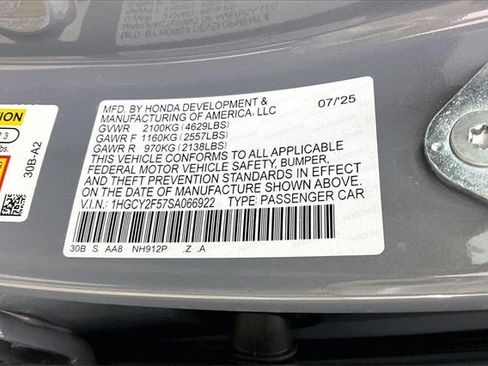 MFD. BY HONDA DEVELOPMENT &
MANUFACTURING OF AMERICA, LLC
07/'25
GVWR 2100KG (4629LBS)
GAWR F 1160KG (2557LBS)
GAWR R 970KG (2138LBS)
THIS VEHICLE CONFORMS TO ALL APPLICABLE
FEDERAL MOTOR VEHICLE SAFETY, BUMPER,
AND THEFT PREVENTION STANDARDS IN EFFECT
ON THE DATE OF MANUFACTURE SHOWN ABOVE.
V.I.N.: 1HGCY2F57SA066922 TYPE: PASSENGER CAR
30B S AA8 NH912P .Z .A
30B-A2